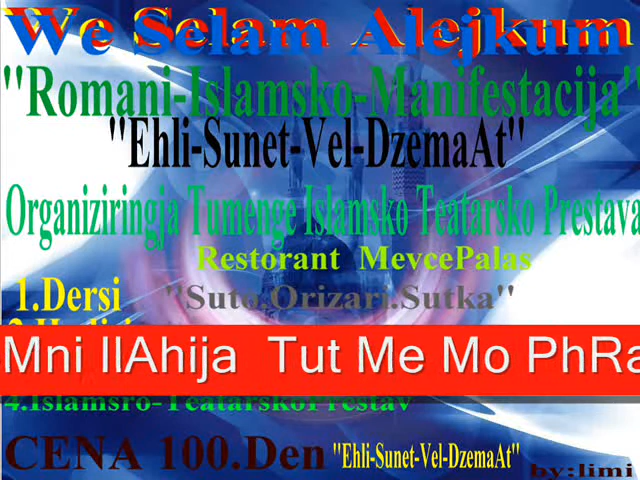 We Selam Alejkum
"Romani-Islamsko-Manifestacija"
"Ehli-Sunet-Vel-DzemaAt"
Organiziringja Tumenge Islamsko Teatarsko Prestava
Restorant MevcePalas
1.Dersi "Suto.Orizari.Sutka"
Mni IlAhija Tut Me Mo PhRa
4.Islamsro-TeatarskoPrestav
CENA 100.Den "Ehli-Sunet-Vel-DzemaAt"
by:limi